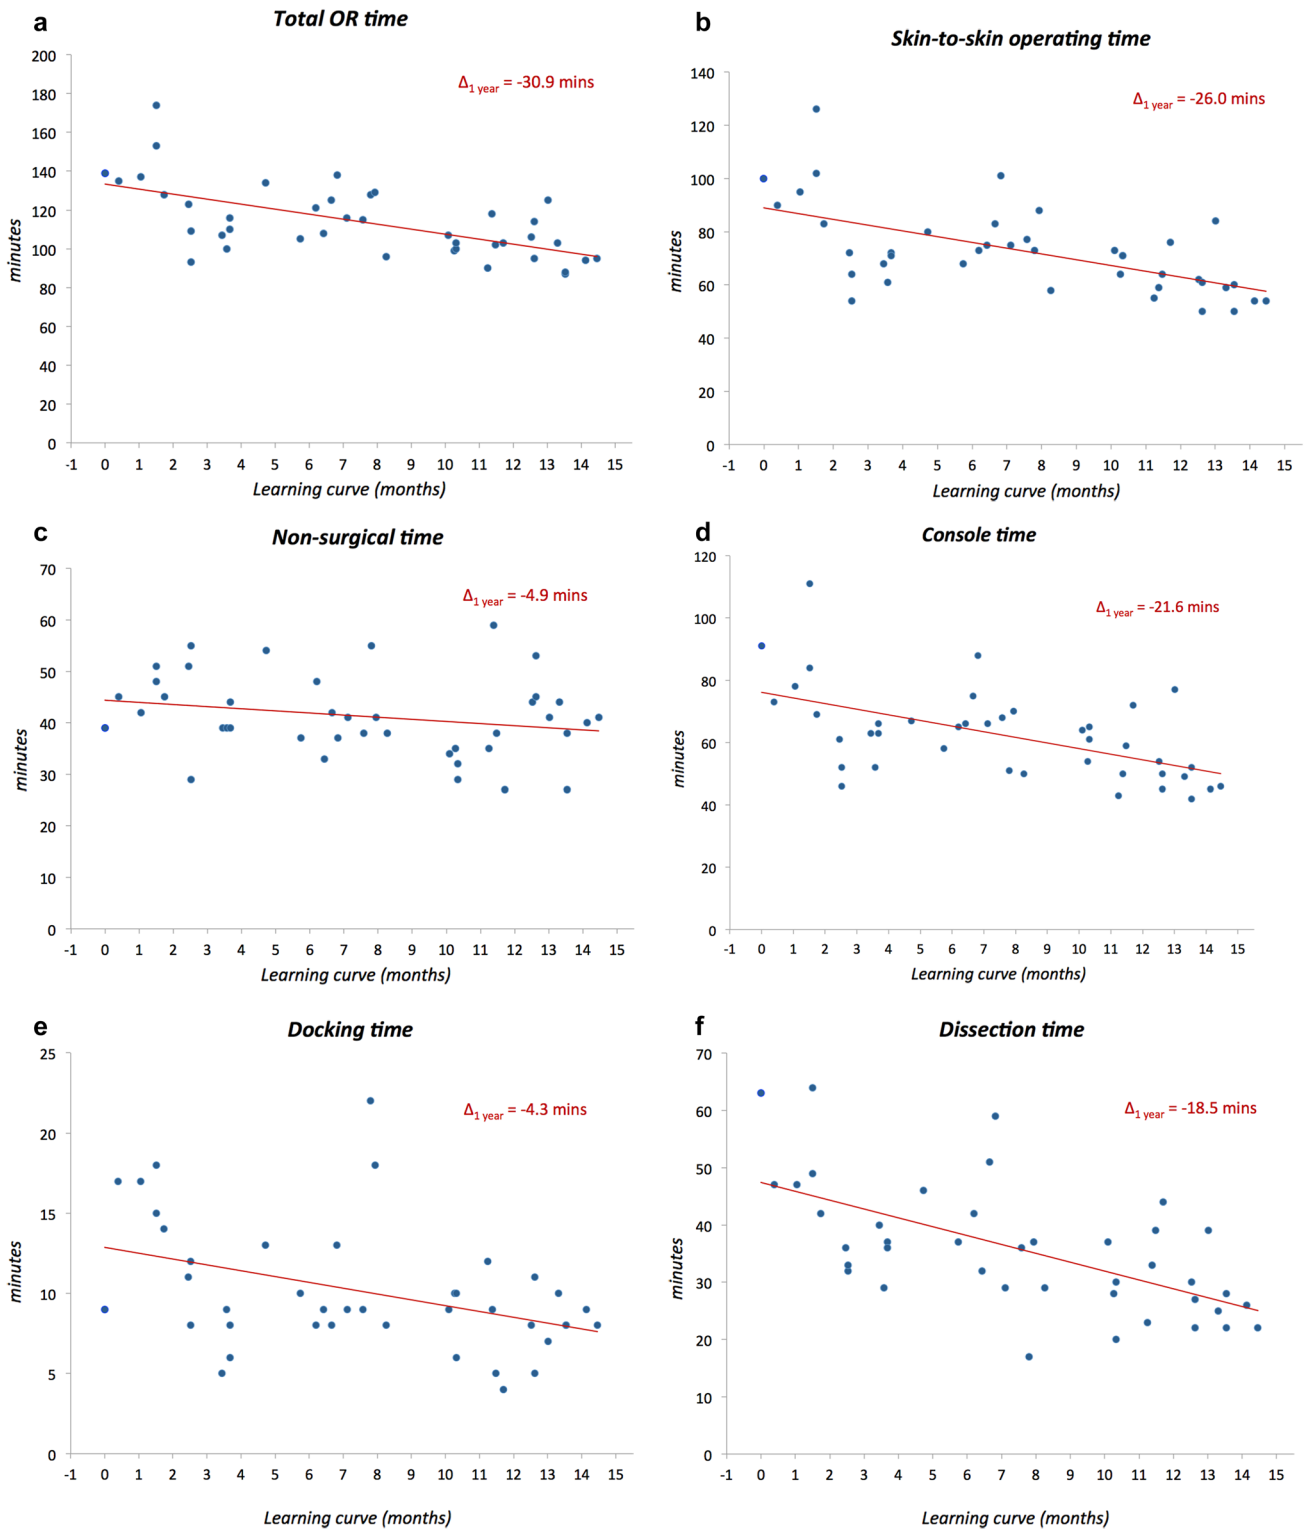 a
Total OR time
Δ1 year = -30.9 mins
200
180
160
140
120
100
80
60
40
20
0
minutes
-1 0 1 2 3 4 5 6 7 8 9 10 11 12 13 14 15
Learning curve (months)
b
Skin-to-skin operating time
Δ1 year = -26.0 mins
140
120
100
80
60
40
20
0
minutes
-1 0 1 2 3 4 5 6 7 8 9 10 11 12 13 14 15
Learning curve (months)
c
Non-surgical time
Δ1 year = -4.9 mins
70
60
50
40
30
20
10
0
minutes
-1 0 1 2 3 4 5 6 7 8 9 10 11 12 13 14 15
Learning curve (months)
d
Console time
Δ1 year = -21.6 mins
120
100
80
60
40
20
0
minutes
-1 0 1 2 3 4 5 6 7 8 9 10 11 12 13 14 15
Learning curve (months)
e
Docking time
Δ1 year = -4.3 mins
25
20
15
10
5
0
minutes
-1 0 1 2 3 4 5 6 7 8 9 10 11 12 13 14 15
Learning curve (months)
f
Dissection time
Δ1 year = -18.5 mins
70
60
50
40
30
20
10
0
minutes
-1 0 1 2 3 4 5 6 7 8 9 10 11 12 13 14 15
Learning curve (months)